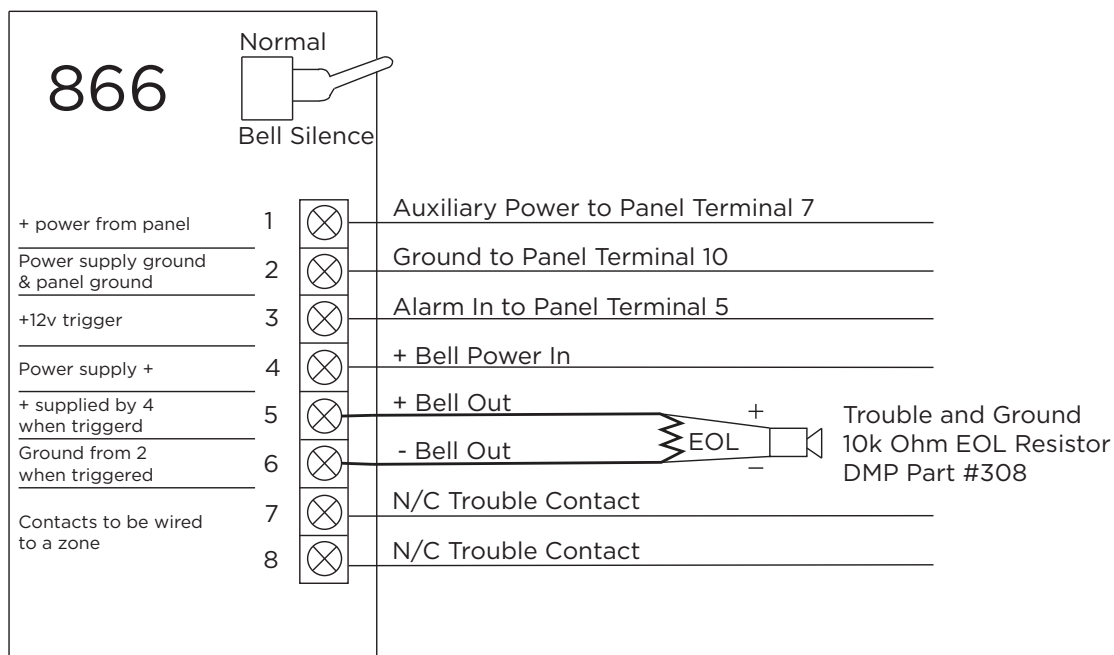 Normal
866
Bell Silence
+ power from panel
1
Auxiliary Power to Panel Terminal 7
Power supply ground
& panel ground
2
Ground to Panel Terminal 10
+12v trigger
3
Alarm In to Panel Terminal 5
Power supply +
4
+ Bell Power In
+ supplied by 4
when triggerd
5
+ Bell Out
Ground from 2
when triggered
6
- Bell Out
EOL
+
–
Trouble and Ground
10k Ohm EOL Resistor
DMP Part #308
Contacts to be wired
to a zone
7
N/C Trouble Contact
8
N/C Trouble Contact